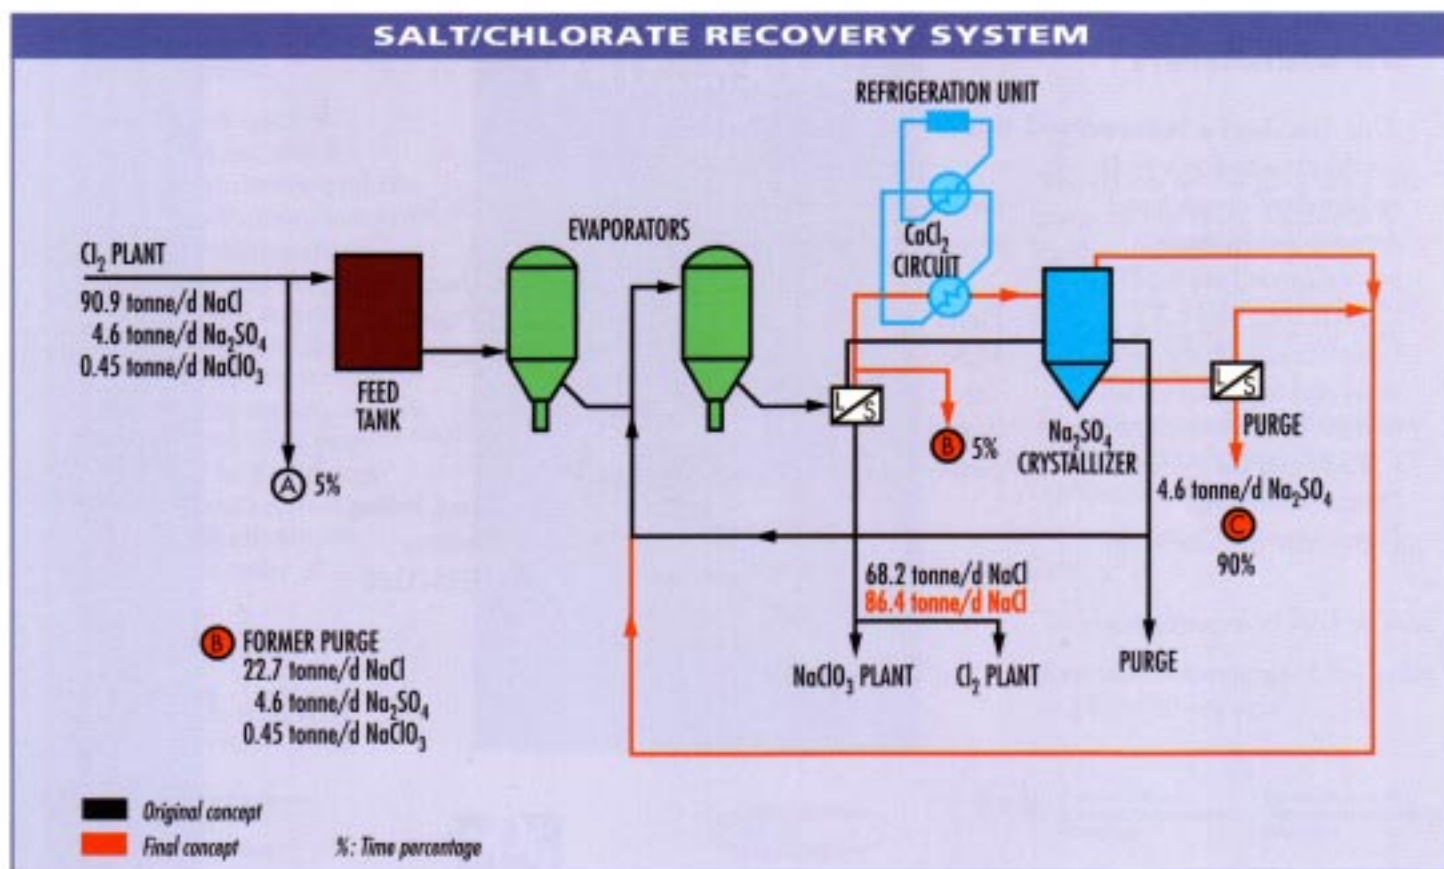 SALT/CHLORATE RECOVERY SYSTEM
REFRIGERATION UNIT
CaCl₂
CIRCUIT
EVAPORATORS
Cl₂ PLANT
90.9 tonne/d NaCl
4.6 tonne/d Na₂SO₄
0.45 tonne/d NaClO₃
FEED
TANK
A 5%
L/S
B 5%
Na₂SO₄
CRYSTALLIZER
L/S
PURGE
4.6 tonne/d Na₂SO₄
C
90%
68.2 tonne/d NaCl
86.4 tonne/d NaCl
NaClO₃ PLANT
Cl₂ PLANT
PURGE
B FORMER PURGE
22.7 tonne/d NaCl
4.6 tonne/d Na₂SO₄
0.45 tonne/d NaClO₃
Original concept
Final concept
%: Time percentage